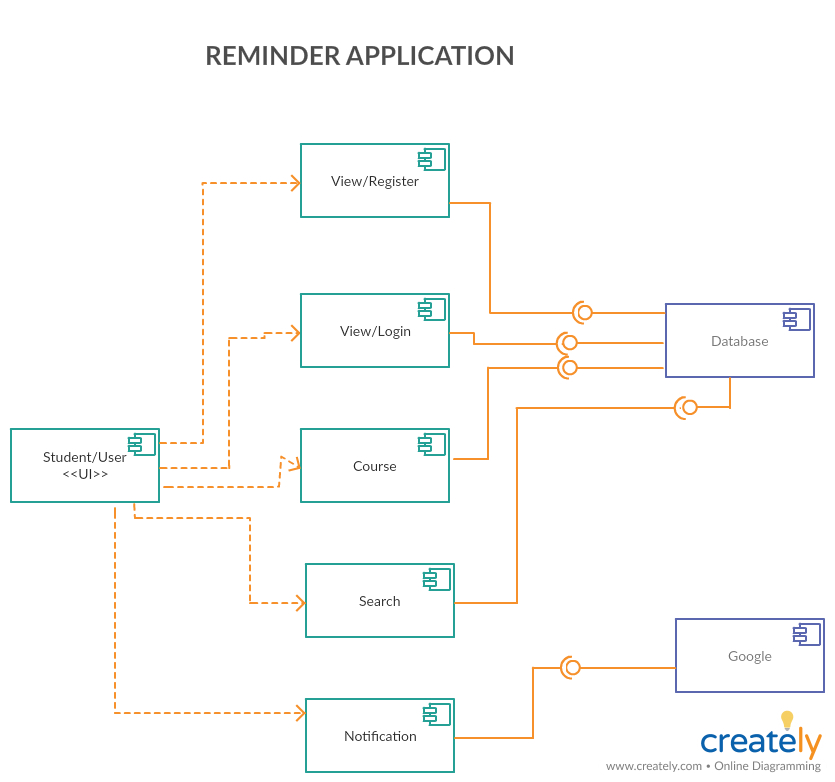 REMINDER APPLICATION
View/Register
View/Login
Database
Student/User
<<UI>>
Course
Search
Google
Notification
creately
www.creately.com • Online Diagramming